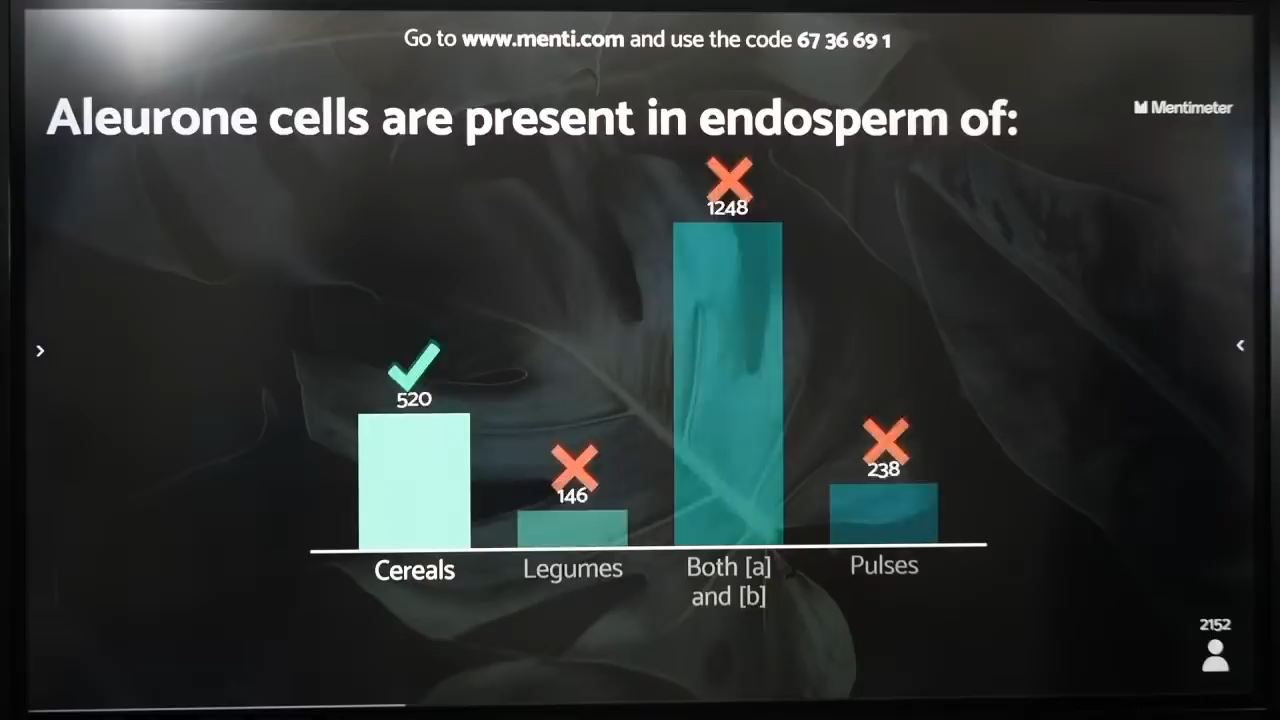 Go to www.menti.com and use the code 67 36 69 1
Aleurone cells are present in endosperm of:
Mentimeter
1248
520
146
238
Cereals
Legumes
Both [a]
and [b]
Pulses
2152